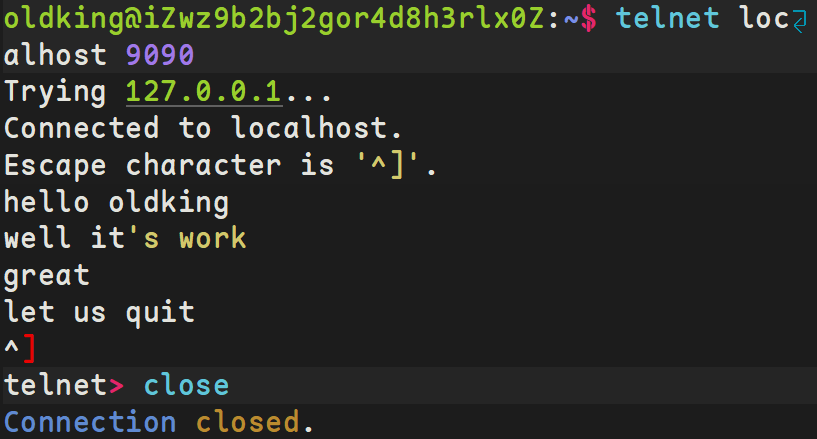 oldking@iZwz9b2bj2gor4d8h3rlx0Z:~$ telnet loc
alhost 9090
Trying 127.0.0.1...
Connected to localhost.
Escape character is '^]'.
hello oldking
well it's work
great
let us quit
^]
telnet> close
Connection closed.